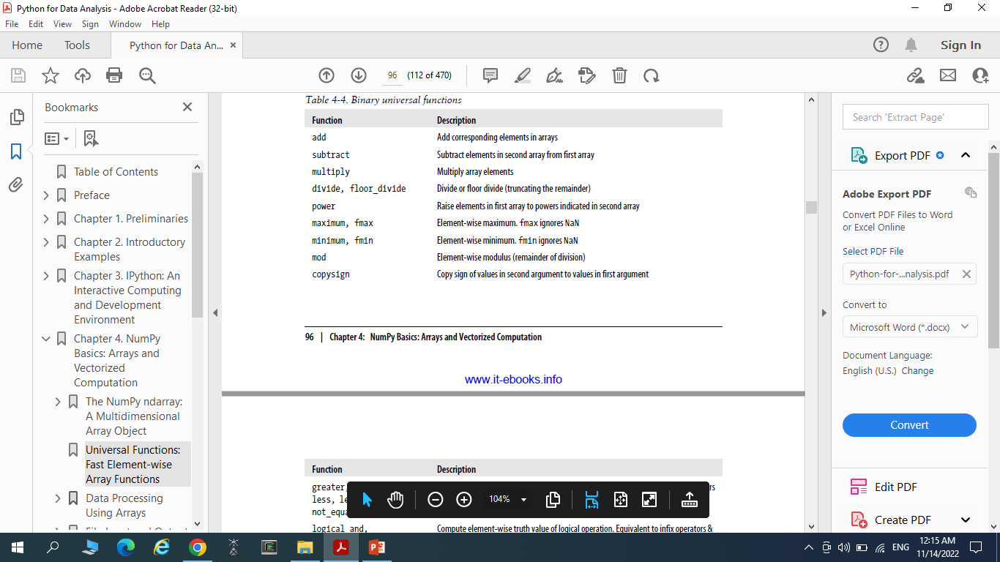 Python for Data Analysis - Adobe Acrobat Reader (32-bit)
File Edit View Sign Window Help
Home Tools Python for Data An... Sign In
96 (112 of 470)
Bookmarks
Table of Contents
Preface
Chapter 1. Preliminaries
Chapter 2. Introductory
Examples
Chapter 3. IPython: An
Interactive Computing
and Development
Environment
Chapter 4. NumPy
Basics: Arrays and
Vectorized
Computation
The NumPy ndarray:
A Multidimensional
Array Object
Universal Functions:
Fast Element-wise
Array Functions
Data Processing
Using Arrays
Table 4-4. Binary universal functions
Function Description
add Add corresponding elements in arrays
subtract Subtract elements in second array from first array
multiply Multiply array elements
divide, floor_divide Divide or floor divide (truncating the remainder)
power Raise elements in first array to powers indicated in second array
maximum, fmax Element-wise maximum. fmax ignores NaN
minimum, fmin Element-wise minimum. fmin ignores NaN
mod Element-wise modulus (remainder of division)
copysign Copy sign of values in second argument to values in first argument
96 | Chapter 4: NumPy Basics: Arrays and Vectorized Computation
www.it-ebooks.info
Function Description
greater
less,
logical and, Compute element-wise truth value of logical operation. Equivalent to infix operators &
104%
Search 'Extract Page'
Export PDF
Adobe Export PDF
Convert PDF Files to Word
or Excel Online
Select PDF File
Python-for-...nalysis.pdf
Convert to
Microsoft Word (*.docx)
Document Language:
English (U.S.) Change
Convert
Edit PDF
Create PDF
ENG
12:15 AM
11/14/2022